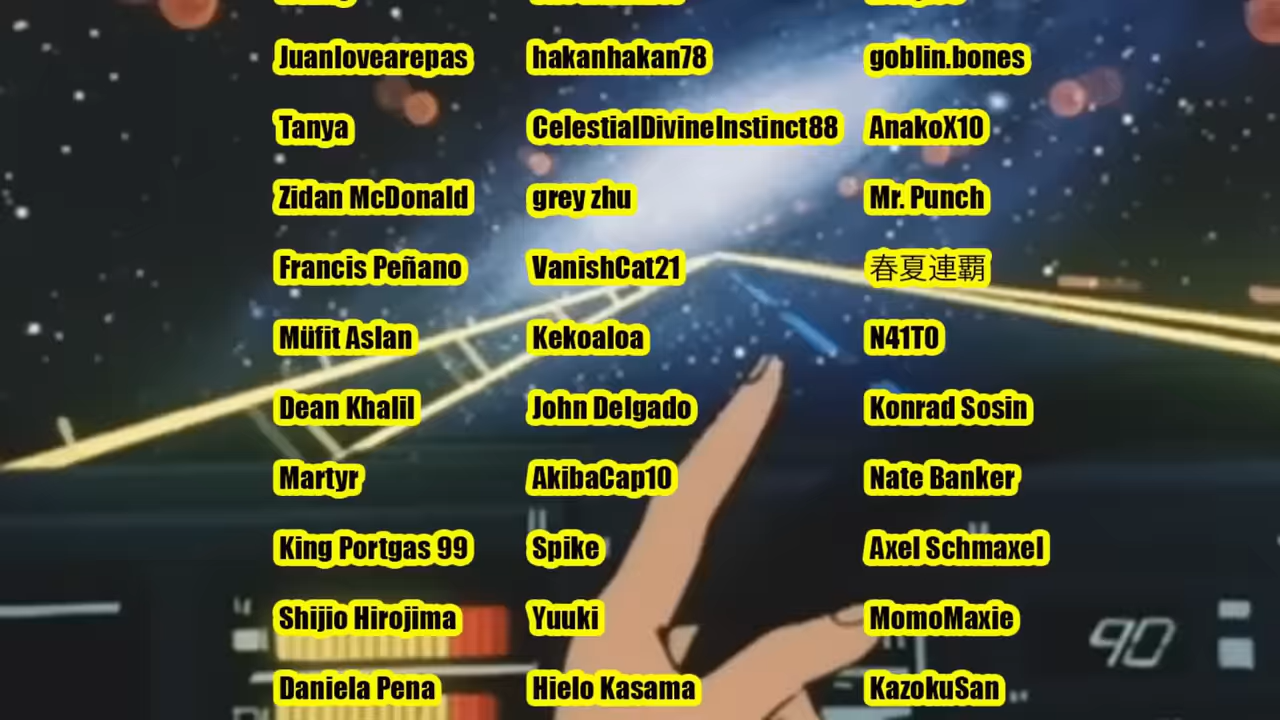 Juanlovearepas hakanhakan78 goblin.bones
Tanya CelestialDivineInstinct88 AnakoX10
Zidan McDonald grey zhu Mr. Punch
Francis Peñano VanishCat21 春夏連覇
Müfit Aslan Kekoaloa N41T0
Dean Khalil John Delgado Konrad Sosin
Martyr AkibaCap10 Nate Banker
King Portgas 99 Spike Axel Schmaxel
Shijio Hirojima Yuuki MomoMaxie
90
Daniela Pena Hielo Kasama KazokuSan